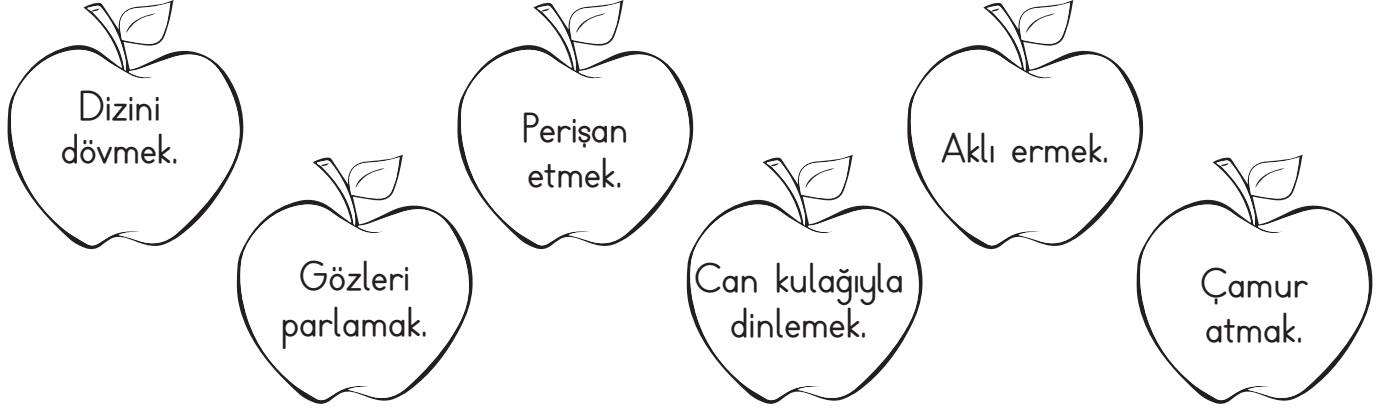 Dizini
dövmek.
Gözleri
parlamak.
Perişan
etmek.
Can kulağıyla
dinlemek.
Aklı ermek.
Çamur
atmak.